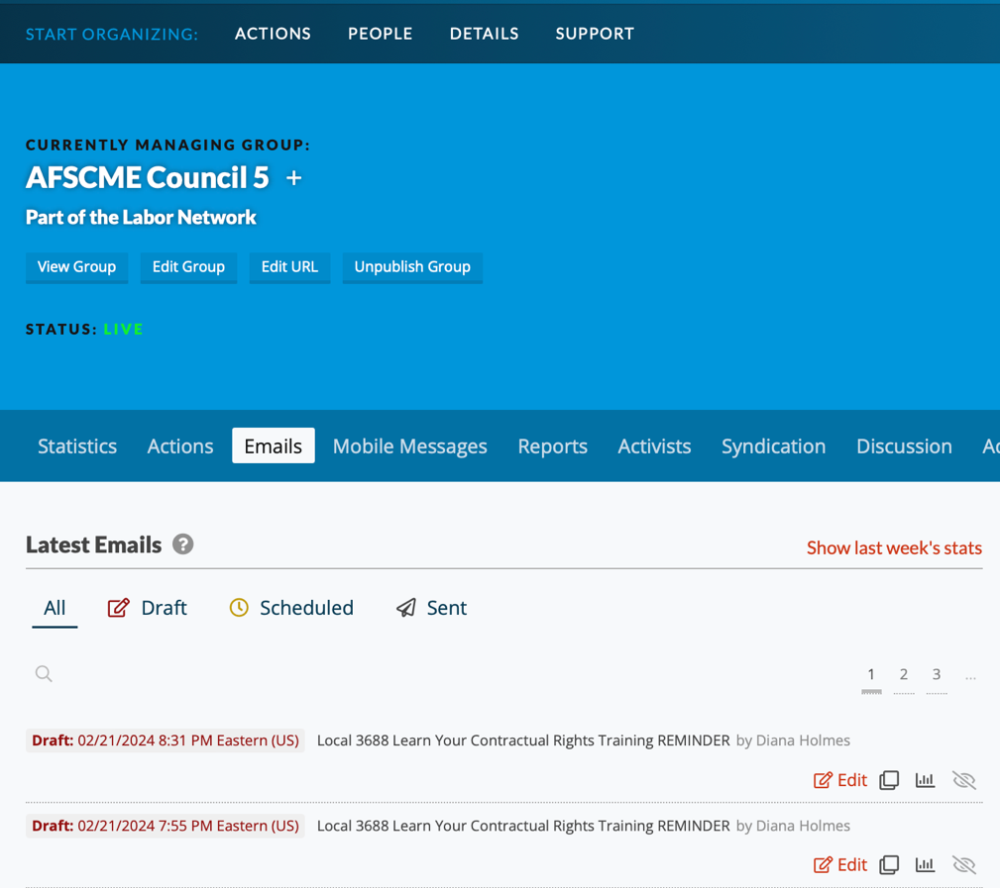 START ORGANIZING: ACTIONS PEOPLE DETAILS SUPPORT
CURRENTLY MANAGING GROUP:
AFSCME Council 5 +
Part of the Labor Network
View Group Edit Group Edit URL Unpublish Group
STATUS: LIVE
Statistics Actions Emails Mobile Messages Reports Activists Syndication Discussion
Latest Emails ? Show last week's stats
All Draft Scheduled Sent
1 2 3 ...
Draft: 02/21/2024 8:31 PM Eastern (US) Local 3688 Learn Your Contractual Rights Training REMINDER by Diana Holmes
Edit
Draft: 02/21/2024 7:55 PM Eastern (US) Local 3688 Learn Your Contractual Rights Training REMINDER by Diana Holmes
Edit